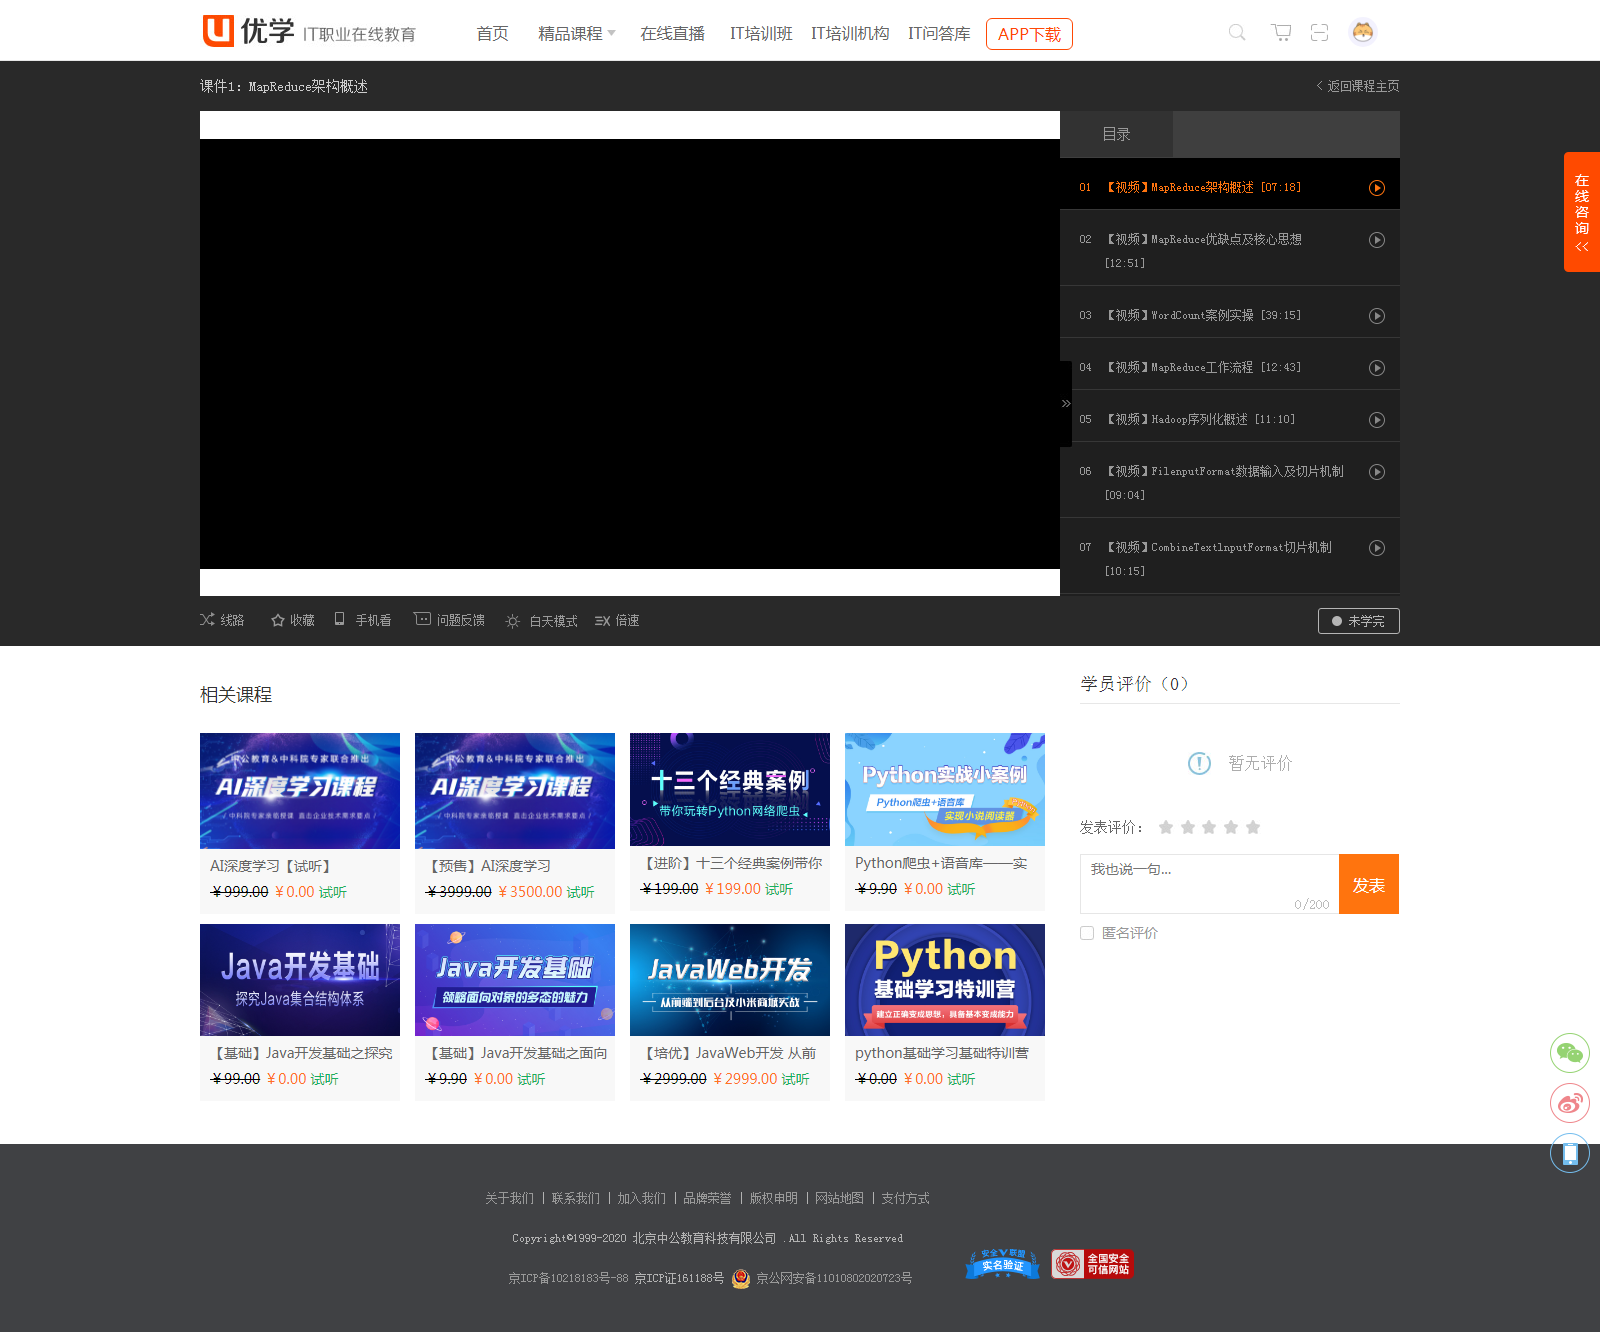 优学 IT职业在线教育
首页 精品课程 在线直播 IT培训班 IT培训机构 IT问答库 APP下载
课件1: MapReduce架构概述
返回课程主页
目录
01 【视频】MapReduce架构概述 [07:18]
02 【视频】MapReduce优缺点及核心思想
[12:51]
03 【视频】WordCount案例实操 [39:15]
04 【视频】MapReduce工作流程 [12:43]
05 【视频】Hadoop序列化概述 [11:10]
06 【视频】FilenputFormat数据输入及切片机制
[09:04]
07 【视频】CombineTextlnputFormat切片机制
[10:15]
在线咨询
线路 收藏 手机看 问题反馈 白天模式 倍速
未学完
相关课程
中公教育&中科院专家联合推出
AI深度学习课程
中科院专家亲临授课 直击企业技术需求要点
AI深度学习【试听】
￥999.00 ￥0.00 试听
中公教育&中科院专家联合推出
AI深度学习课程
中科院专家亲临授课 直击企业技术需求要点
【预售】AI深度学习
￥3999.00 ￥3500.00 试听
十三个经典案例
带你玩转Python网络爬虫
【进阶】十三个经典案例带你
￥199.00 ￥199.00 试听
Python实战小案例
Python爬虫+语音库
实现小说阅读器
Python爬虫+语音库——实
￥9.90 ￥0.00 试听
Java开发基础
探究Java集合结构体系
【基础】Java开发基础之探究
￥99.00 ￥0.00 试听
Java开发基础
领略面向对象的多态的魅力
【基础】Java开发基础之面向
￥9.90 ￥0.00 试听
JavaWeb开发
从前端到后台及小米商城实战
【培优】JavaWeb开发 从前
￥2999.00 ￥2999.00 试听
Python
基础学习特训营
建立正确变成思想，具备基本变成能力
python基础学习基础特训营
￥0.00 ￥0.00 试听
学员评价（0）
暂无评价
发表评价：
我也说一句...
0/200
发表
匿名评价
关于我们 | 联系我们 | 加入我们 | 品牌荣誉 | 版权申明 | 网站地图 | 支付方式
Copyright©1999-2020 北京中公教育科技有限公司 .All Rights Reserved
京ICP备10218183号-88 京ICP证161188号 京公网安备11010802020723号
安全V联盟
实名验证
全国安全
可信网站